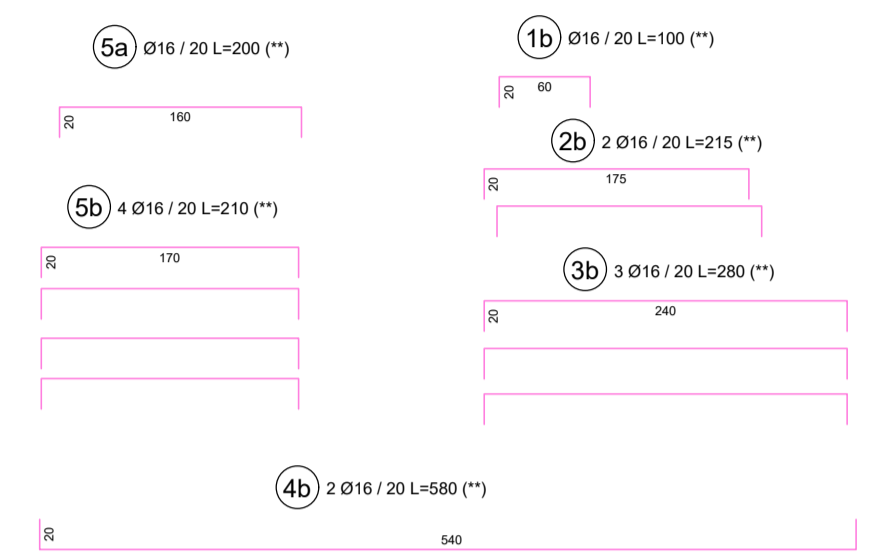 5a Ø16 / 20 L=200 (**)
20 160
5b 4 Ø16 / 20 L=210 (**)
20 170
1b Ø16 / 20 L=100 (**)
20 60
2b 2 Ø16 / 20 L=215 (**)
20 175
3b 3 Ø16 / 20 L=280 (**)
20 240
4b 2 Ø16 / 20 L=580 (**)
20 540